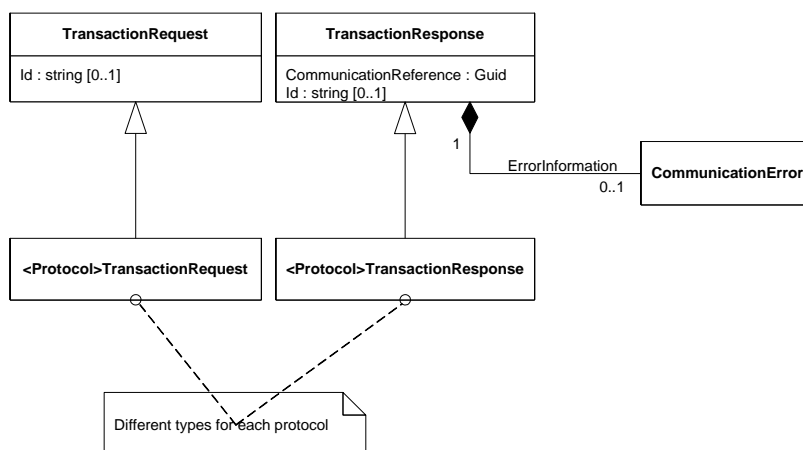 TransactionRequest
Id : string [0..1]
TransactionResponse
CommunicationReference : Guid
Id : string [0..1]
1
ErrorInformation
0..1
CommunicationError
<Protocol>TransactionRequest
<Protocol>TransactionResponse
Different types for each protocol